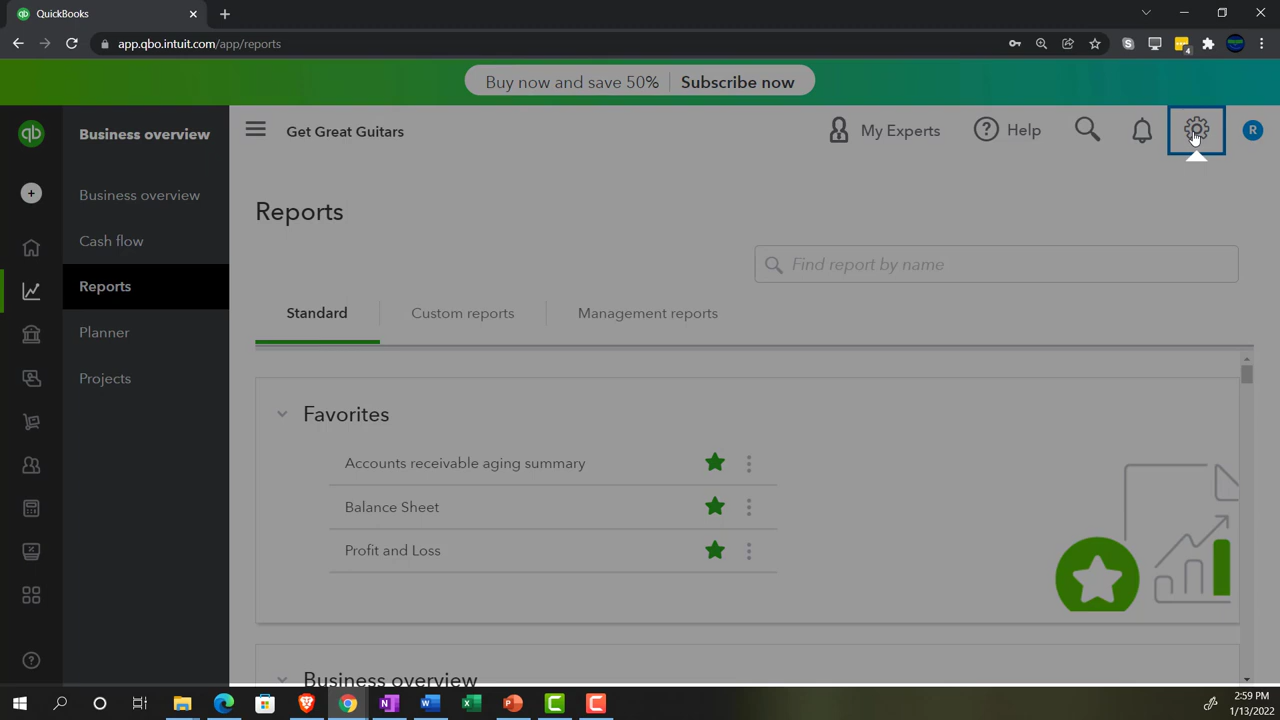 QuickBooks
app.qbo.intuit.com/app/reports
4
Buy now and save 50% Subscribe now
qb
Business overview
Get Great Guitars
My Experts
Help
R
Business overview
Cash flow
Reports
Planner
Projects
Reports
Find report by name
Standard
Custom reports
Management reports
Favorites
Accounts receivable aging summary
Balance Sheet
Profit and Loss
Business overview
2:59 PM
1/13/2022